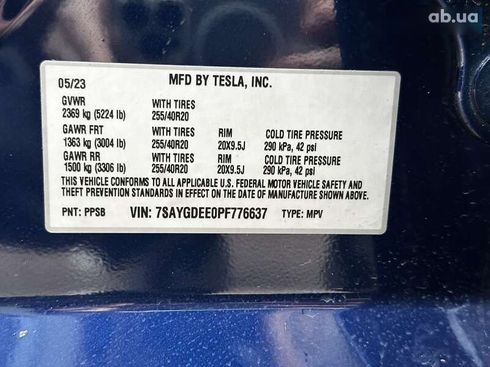 ab.ua
05/23 MFD BY TESLA, INC.
GVWR WITH TIRES
2369 kg (5224 lb) 255/40R20
GAWR FRT WITH TIRES RIM COLD TIRE PRESSURE
1363 kg (3004 lb) 255/40R20 20X9.5J 290 kPa, 42 psi
GAWR RR WITH TIRES RIM COLD TIRE PRESSURE
1500 kg (3306 lb) 255/40R20 20X9.5J 290 kPa, 42 psi
THIS VEHICLE CONFORMS TO ALL APPLICABLE U.S. FEDERAL MOTOR VEHICLE SAFETY AND
THEFT PREVENTION STANDARDS IN EFFECT ON THE DATE OF MANUFACTURE SHOWN ABOVE.
PNT: PPSB VIN: 7SAYGDEE0PF776637 TYPE: MPV